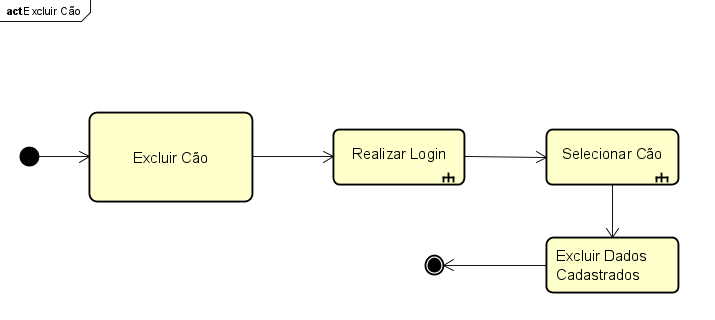 act Excluir Cão
Excluir Cão
Realizar Login
Selecionar Cão
Excluir Dados
Cadastrados